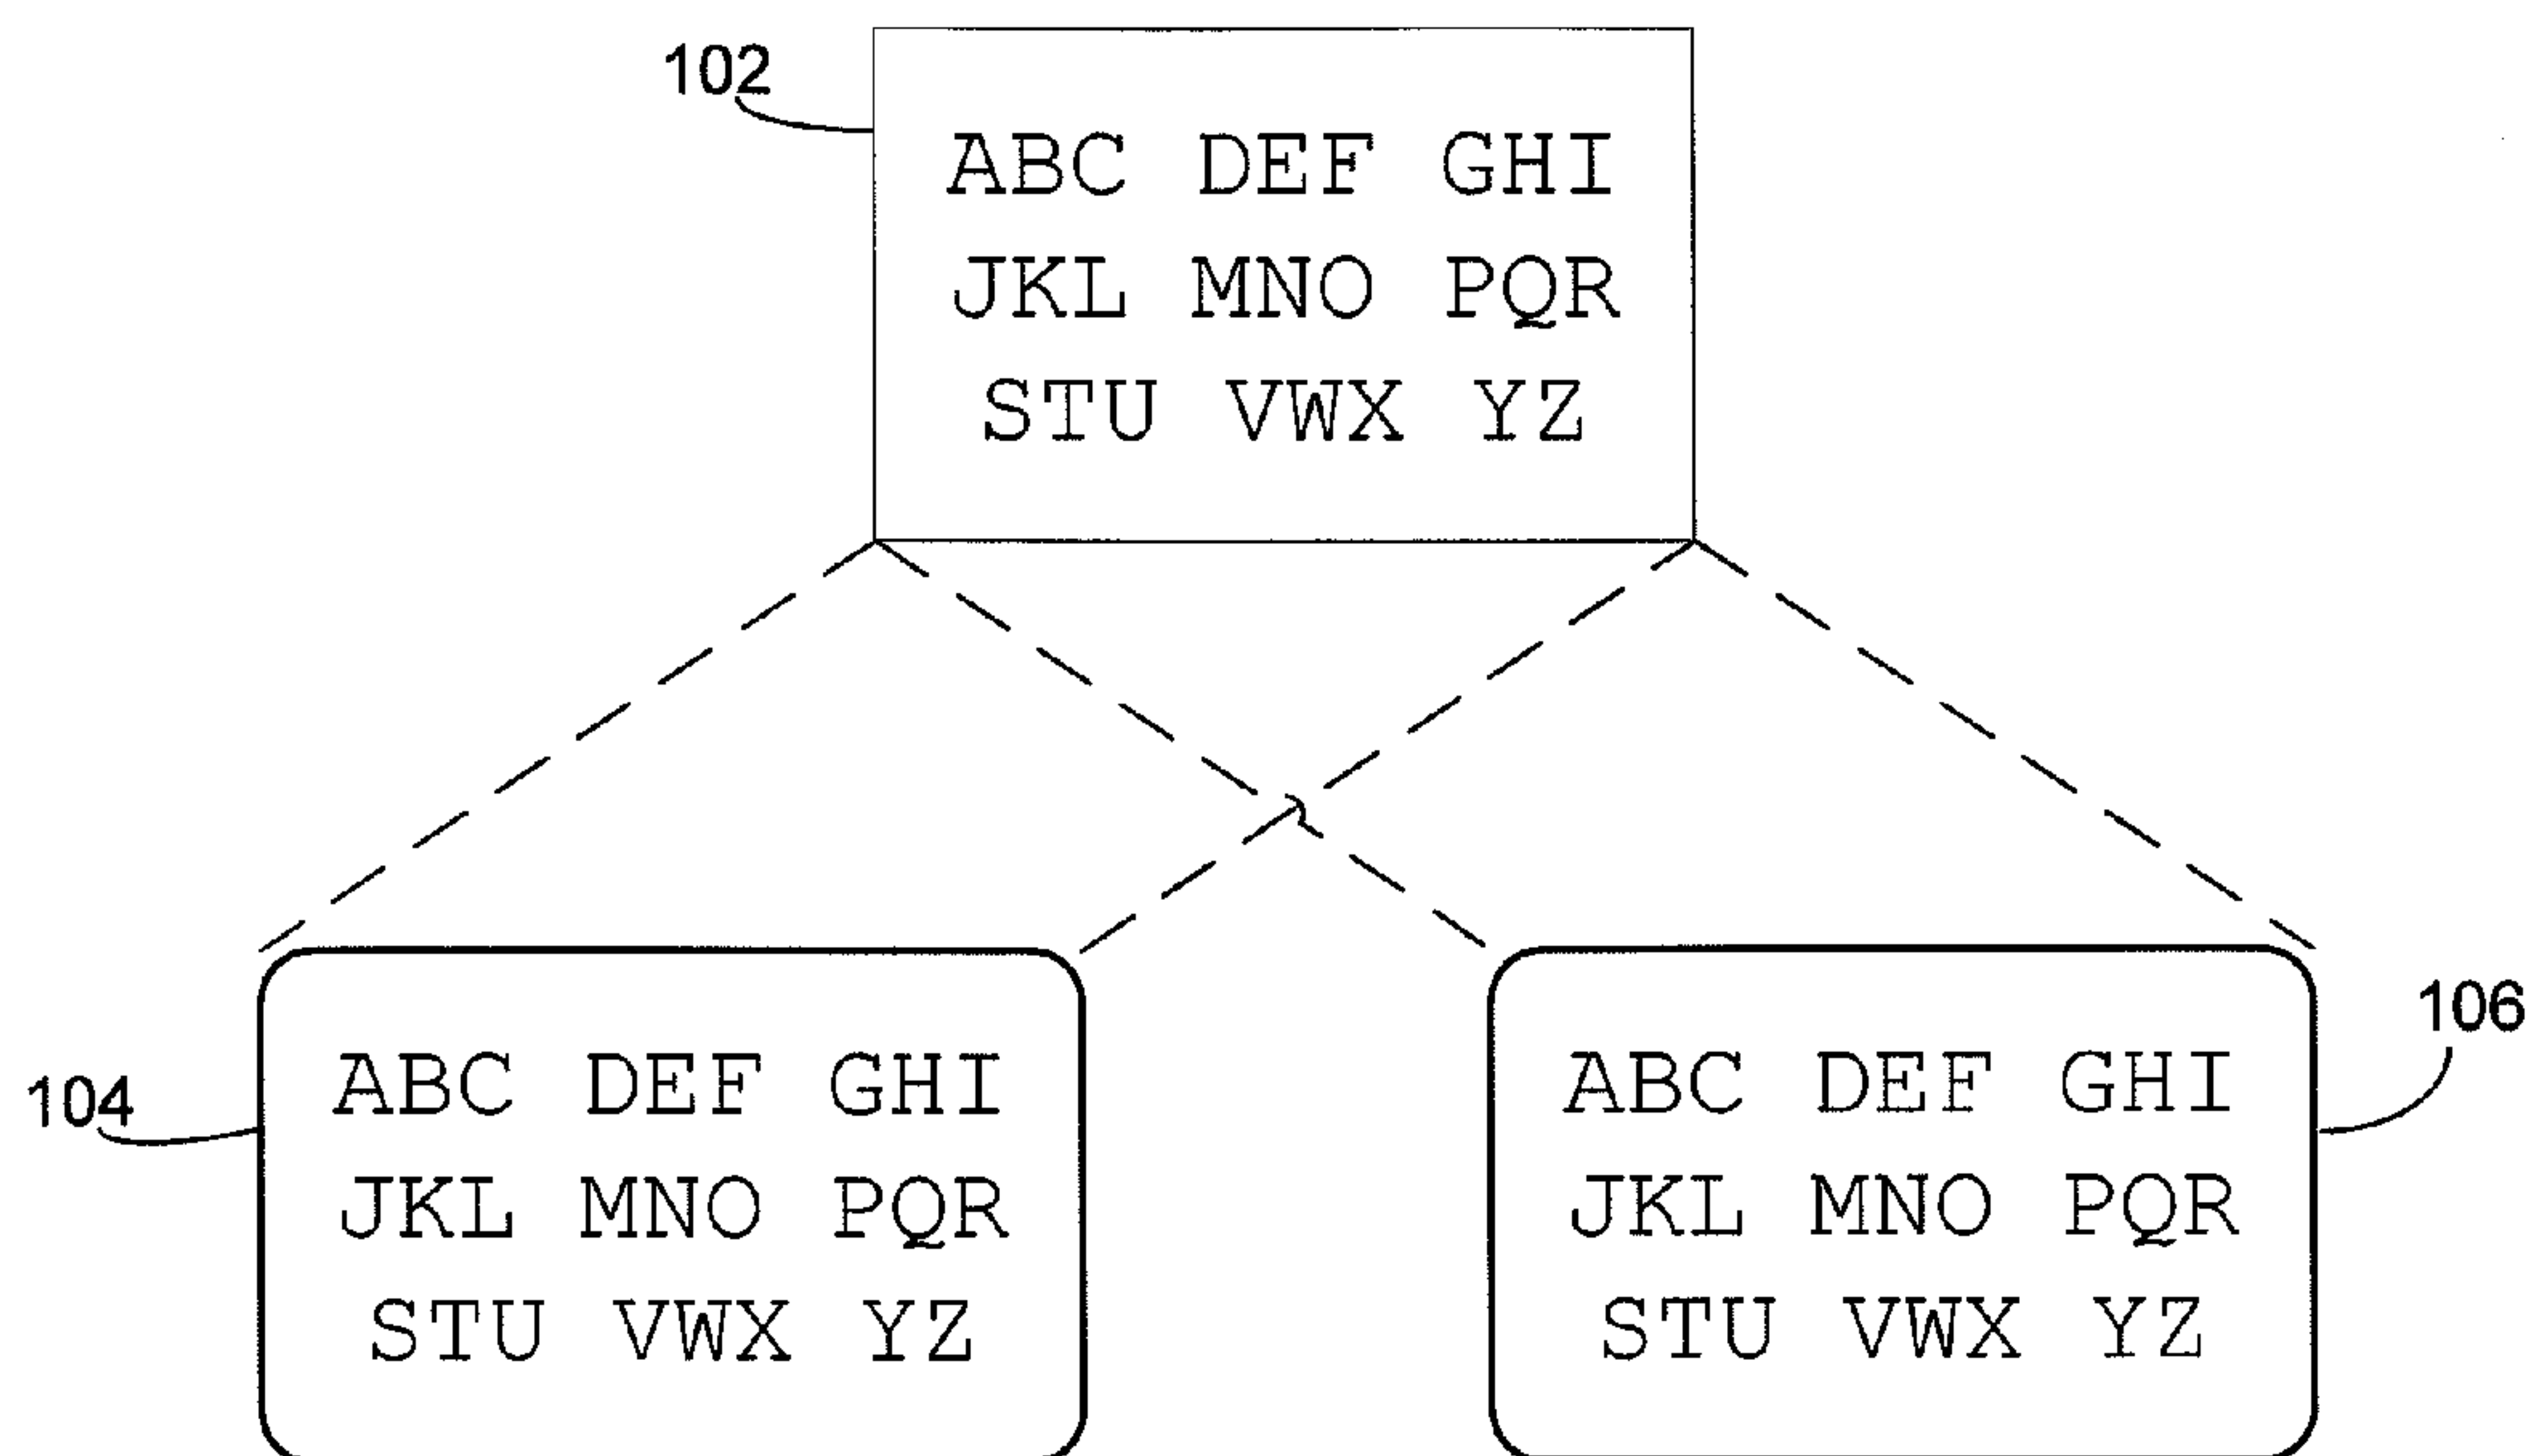 102
ABC DEF GHI
JKL MNO PQR
STU VWX YZ
104
ABC DEF GHI
JKL MNO PQR
STU VWX YZ
106
ABC DEF GHI
JKL MNO PQR
STU VWX YZ